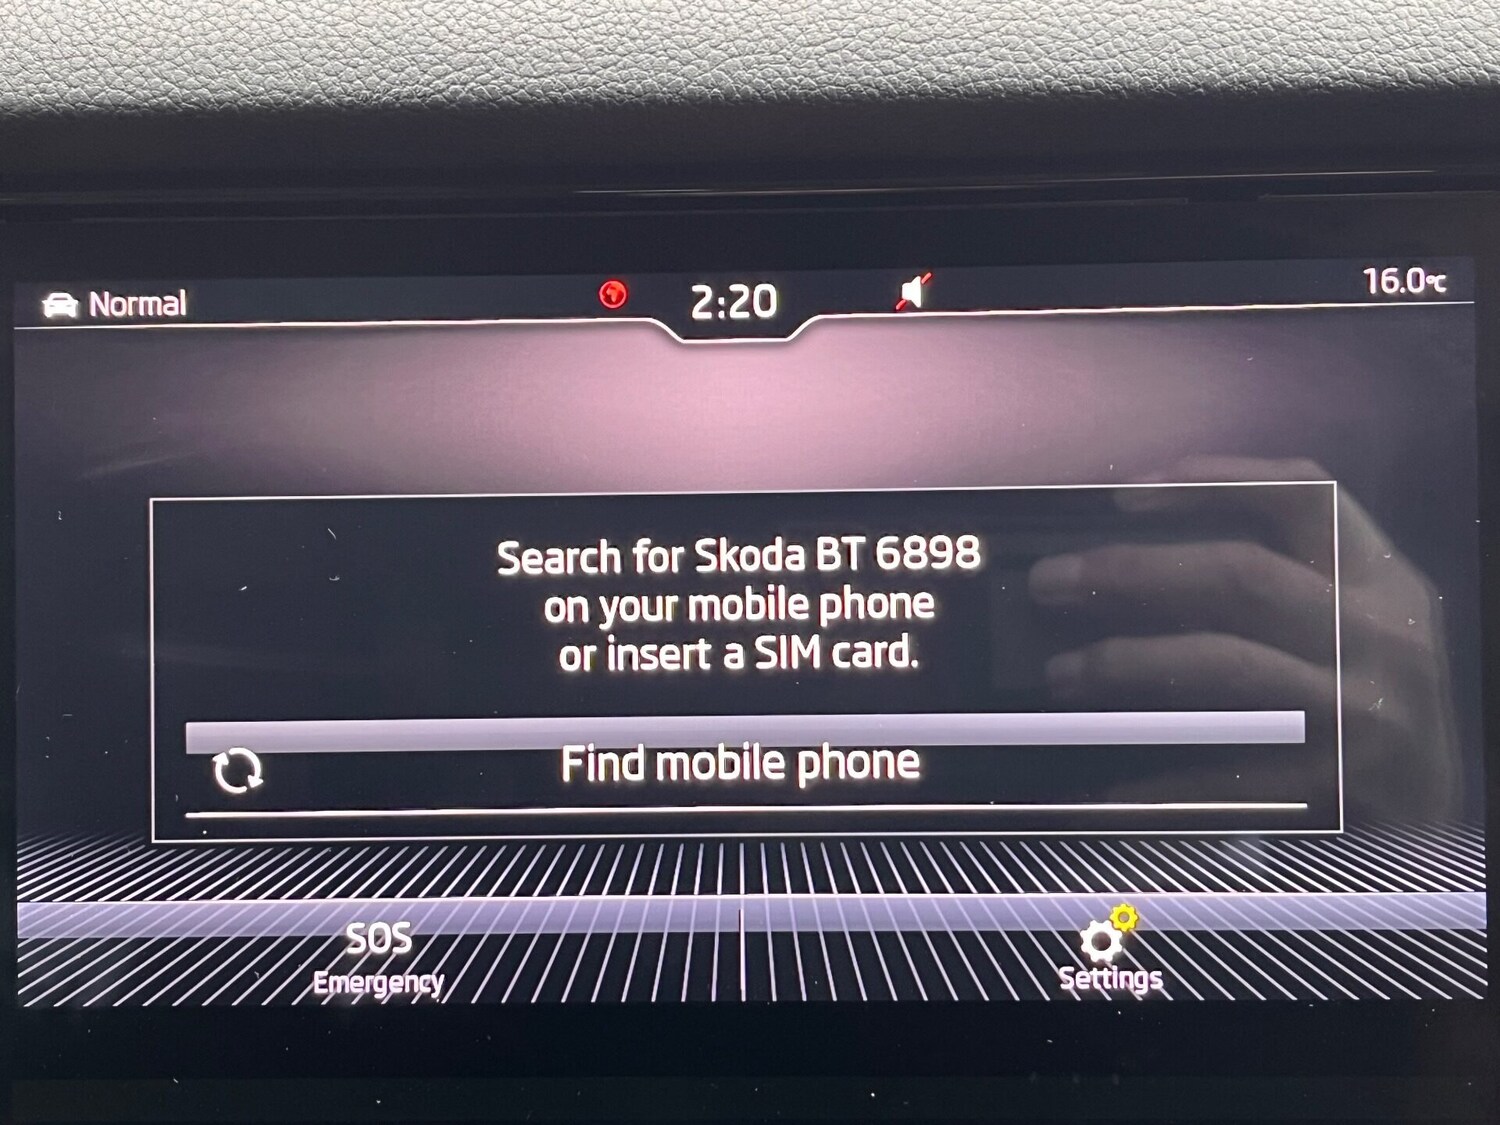 Normal
2:20
16.0°C
Search for Skoda BT 6898
on your mobile phone
or insert a SIM card.
Find mobile phone
SOS
Emergency
Settings